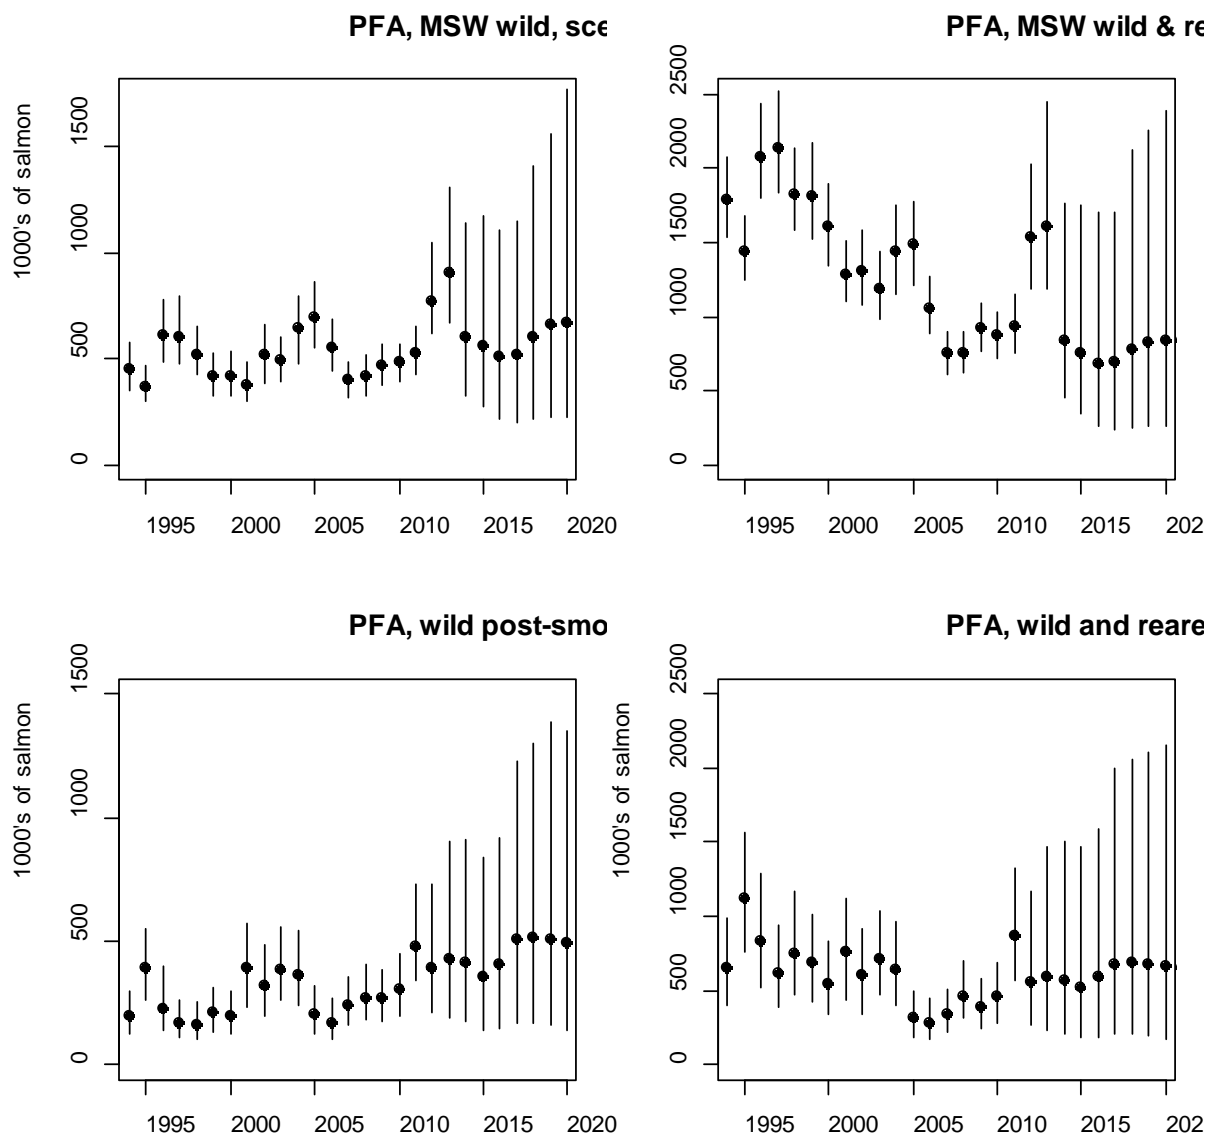 PFA, MSW wild, sce
PFA, MSW wild & re
1000's of salmon
1500
1000
500
0
1995 2000 2005 2010 2015 2020
2500
2000
1500
1000
500
0
1995 2000 2005 2010 2015 202
PFA, wild post-smo
PFA, wild and reare
1000's of salmon
1500
1000
500
0
1995 2000 2005 2010 2015 2020
1000's of salmon
2500
2000
1500
1000
500
0
1995 2000 2005 2010 2015 202